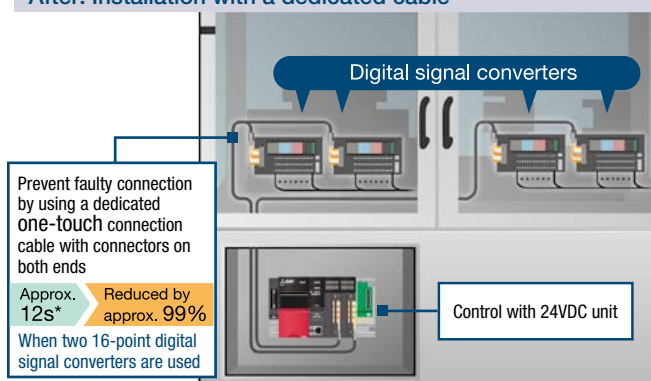 After: Installation with a dedicated cable
Digital signal converters
Prevent faulty connection
by using a dedicated
one-touch connection
cable with connectors on
both ends
Approx.
12s*
Reduced by
approx. 99%
When two 16-point digital
signal converters are used
Control with 24VDC unit